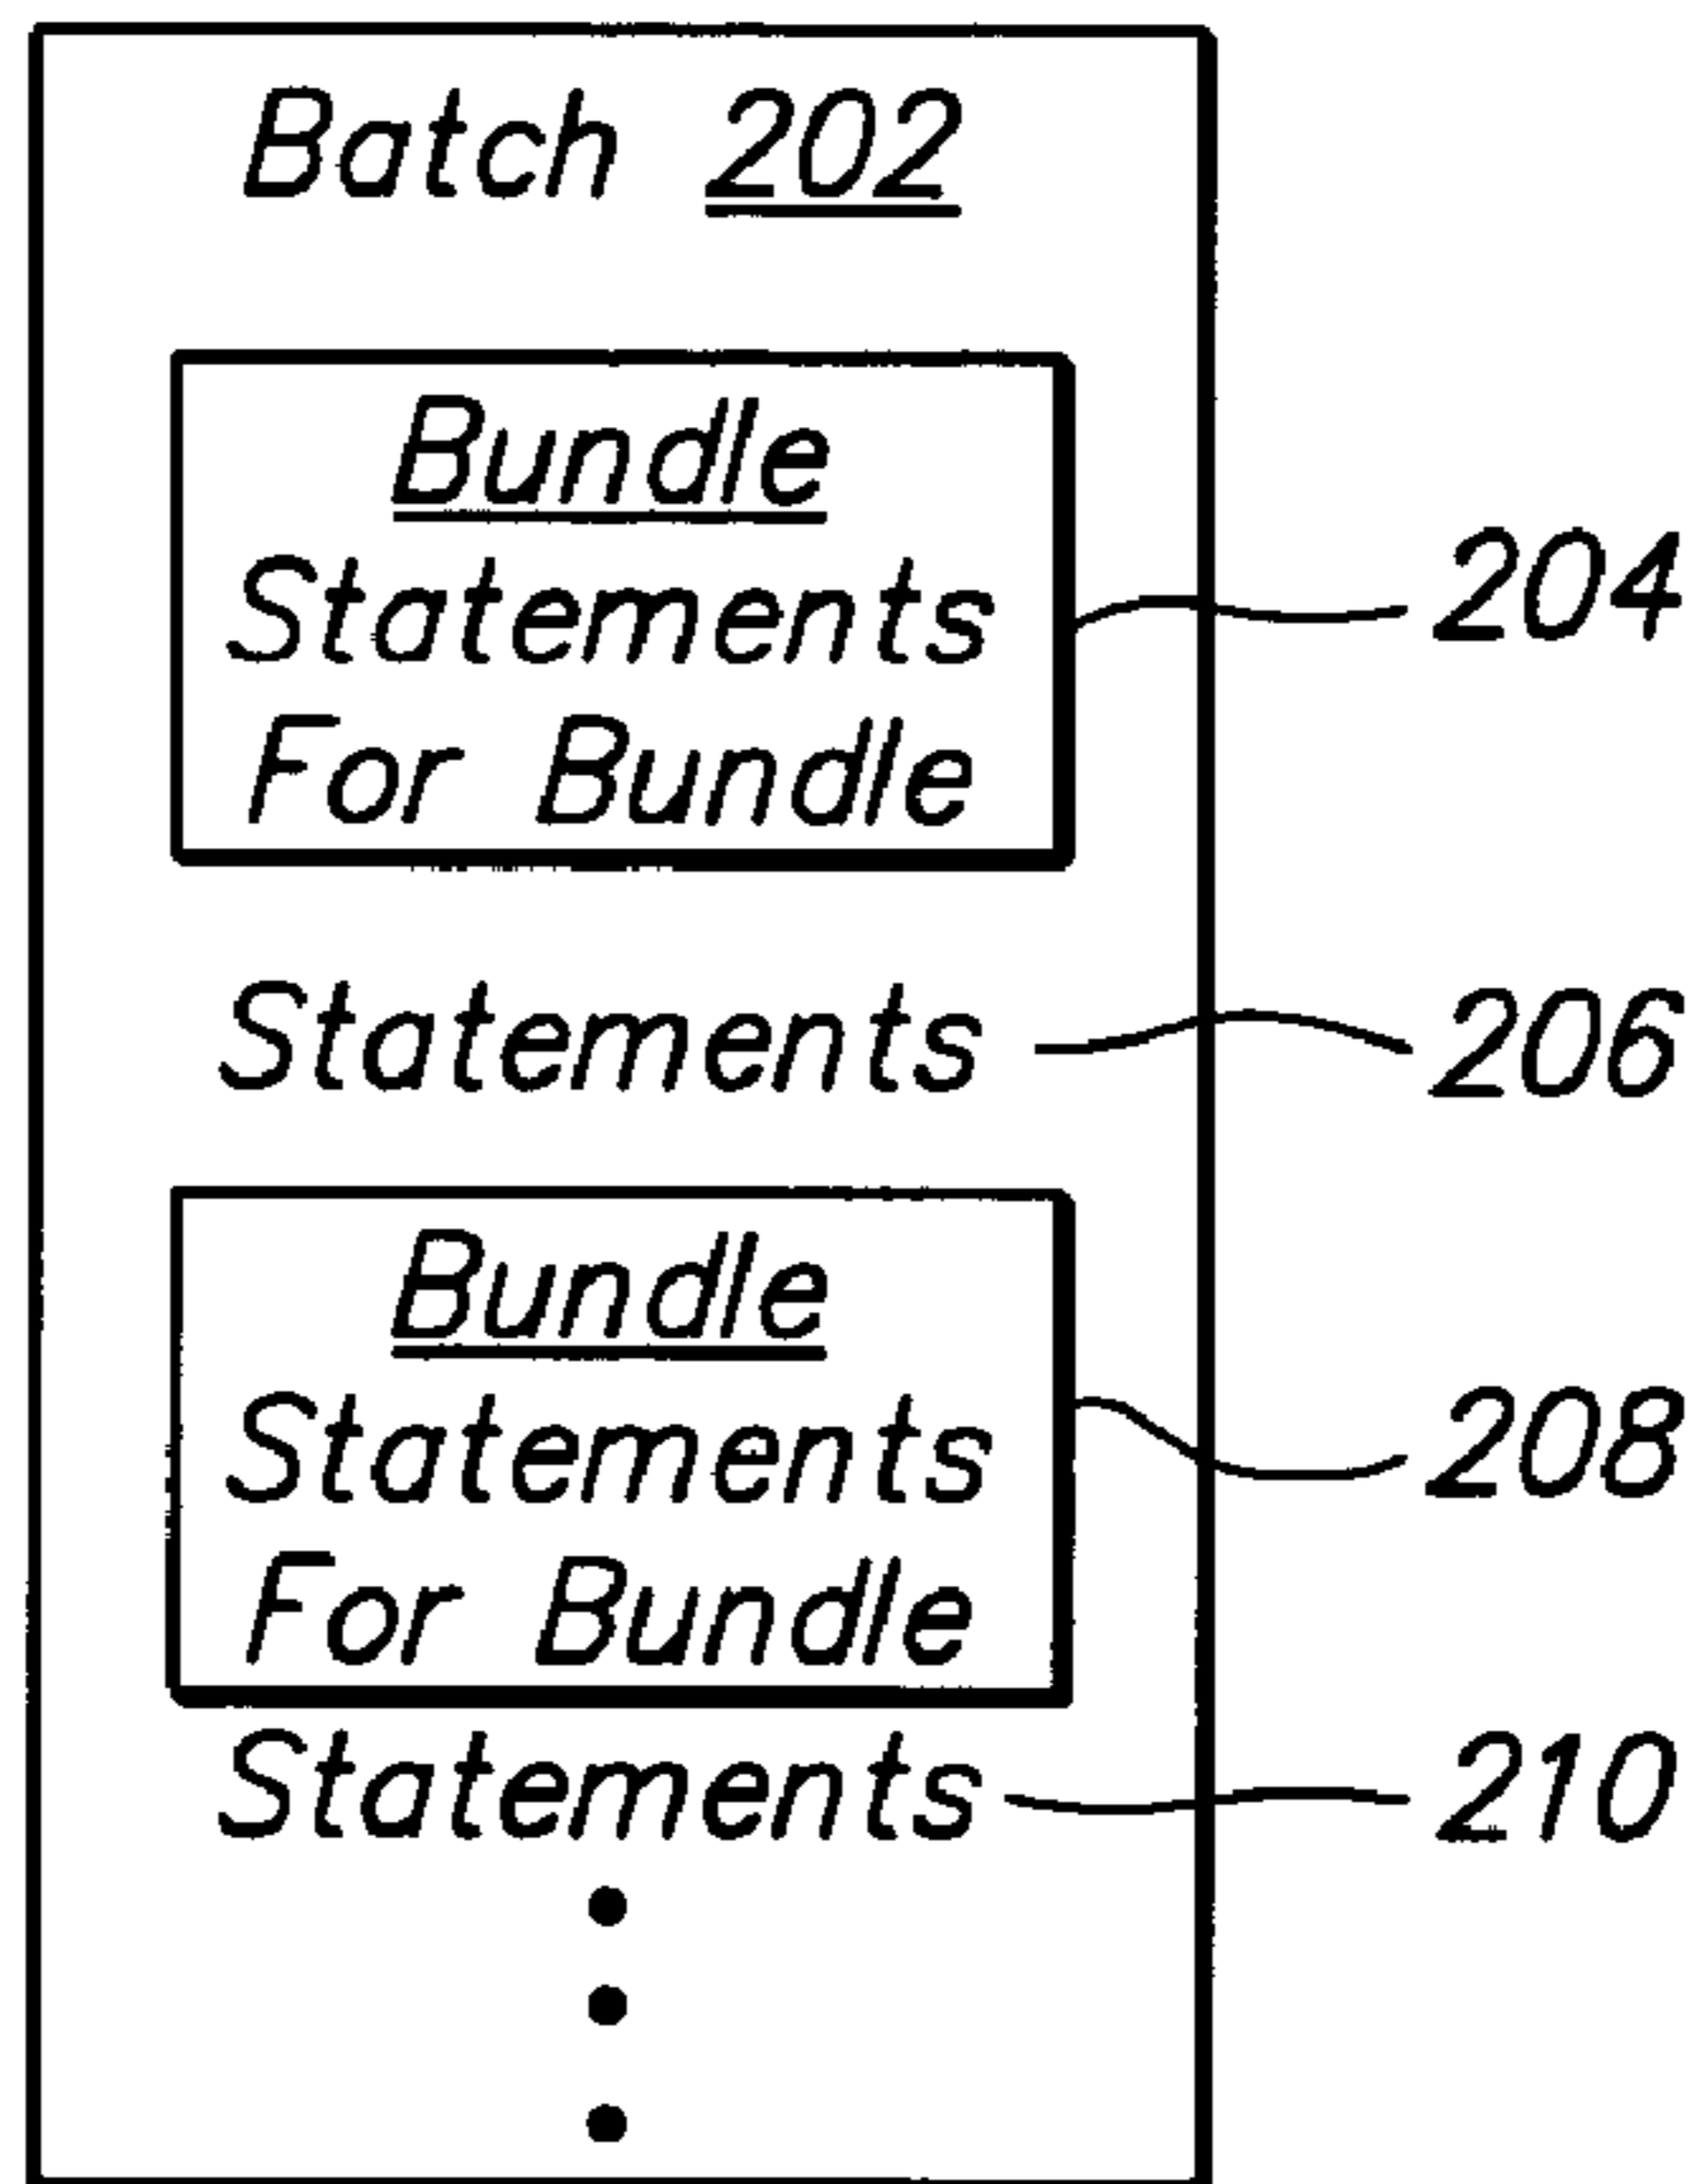 Batch 202
Bundle
Statements
For Bundle
204
Statements
206
Bundle
Statements
For Bundle
208
Statements
210